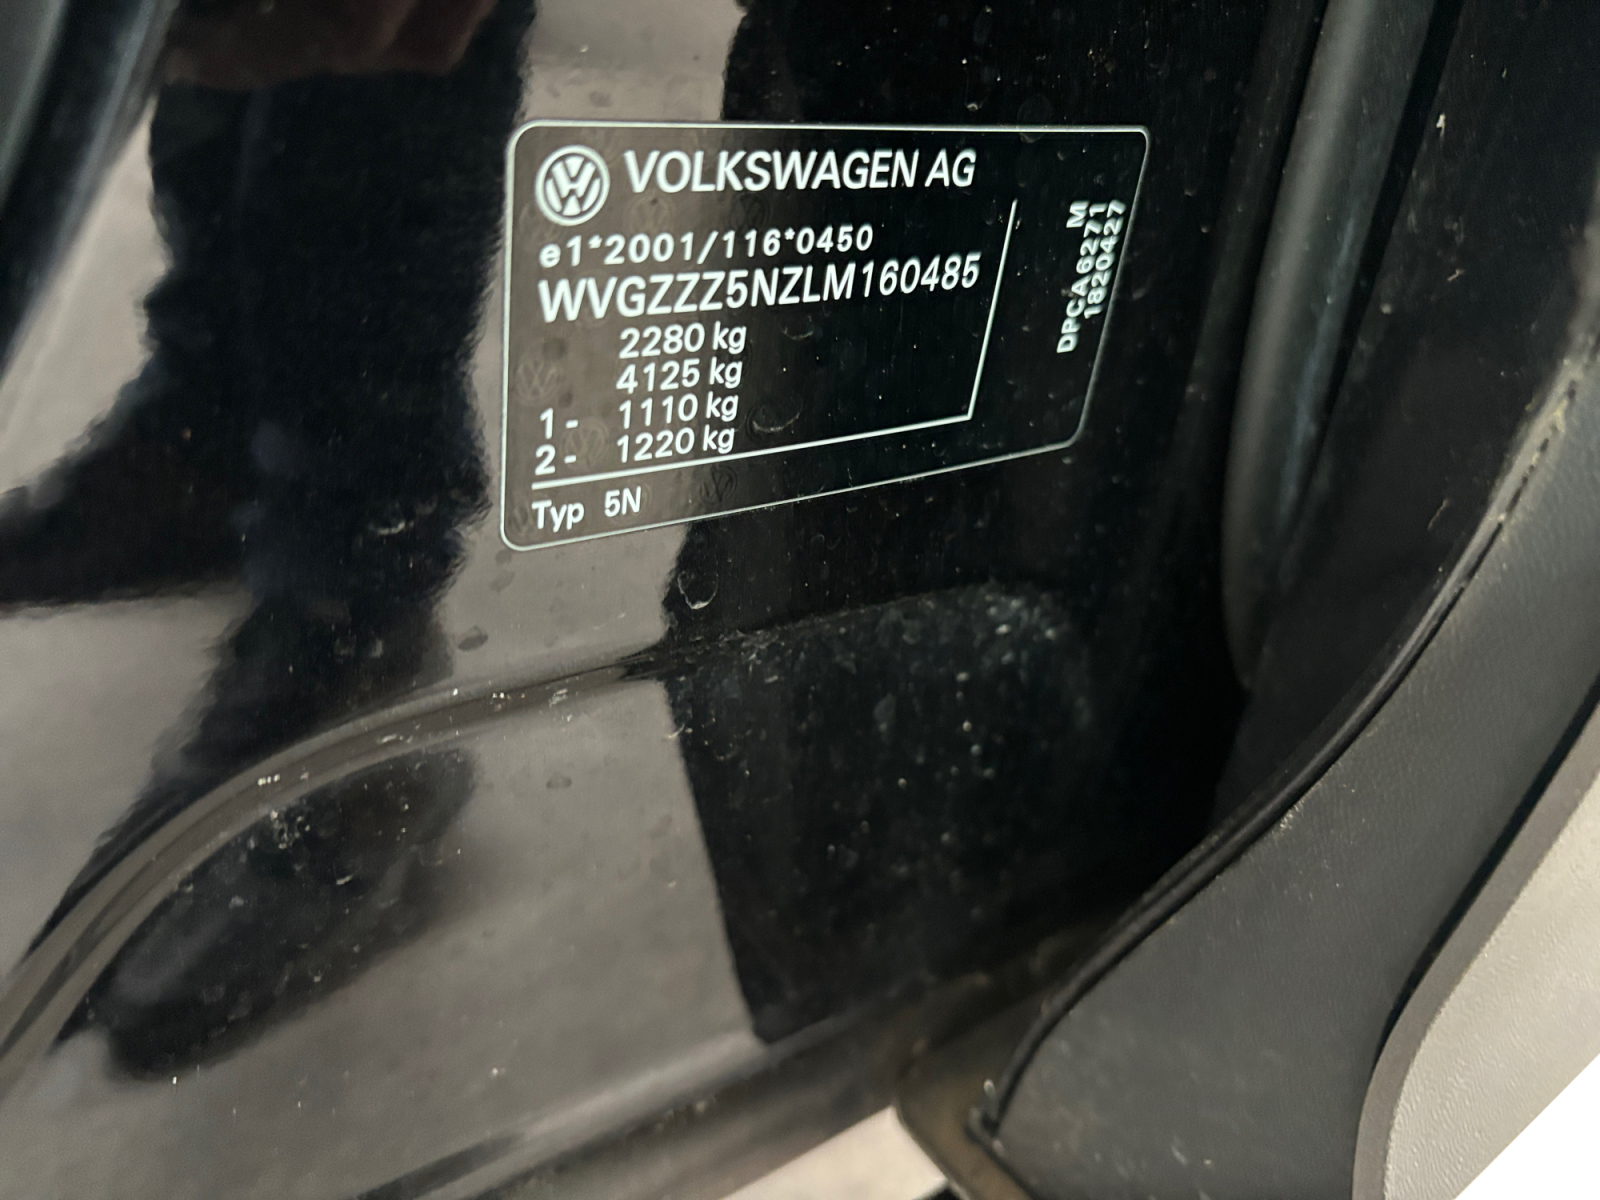 VOLKSWAGEN AG
e1*2001/116*0450
WVGZZZ5NZLM160485
2280 kg
4125 kg
1- 1110 kg
2- 1220 kg
Typ 5N
M
DPCA6271
1820427